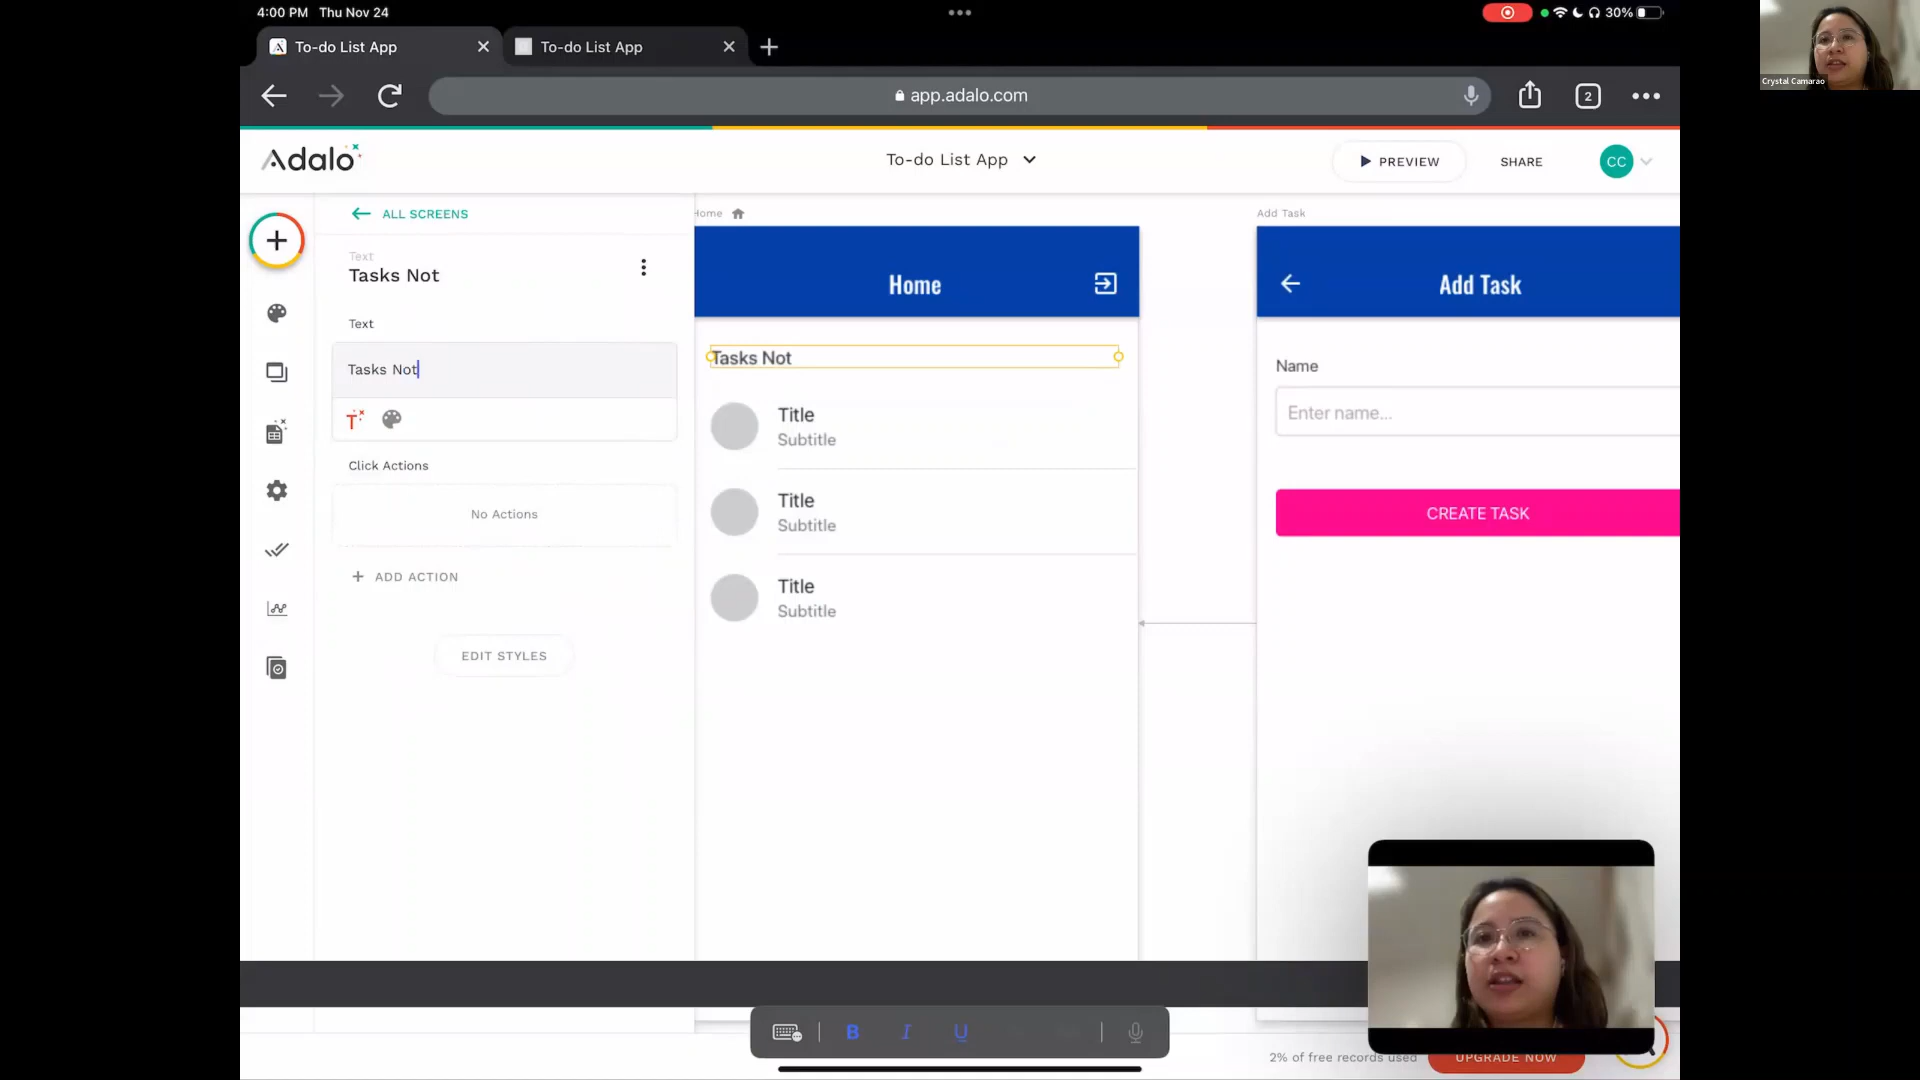 4:00 PM Thu Nov 24
30%
To-do List App
To-do List App
app.adalo.com
2
Crystal Camarao
Adalo
To-do List App
PREVIEW
SHARE
CC
ALL SCREENS
Text
Tasks Not
Text
Tasks Not
Click Actions
No Actions
ADD ACTION
EDIT STYLES
Home
Home
Tasks Not
Title
Subtitle
Title
Subtitle
Title
Subtitle
Add Task
Add Task
Name
Enter name...
CREATE TASK
B I U
2% of free records used
UPGRADE NOW